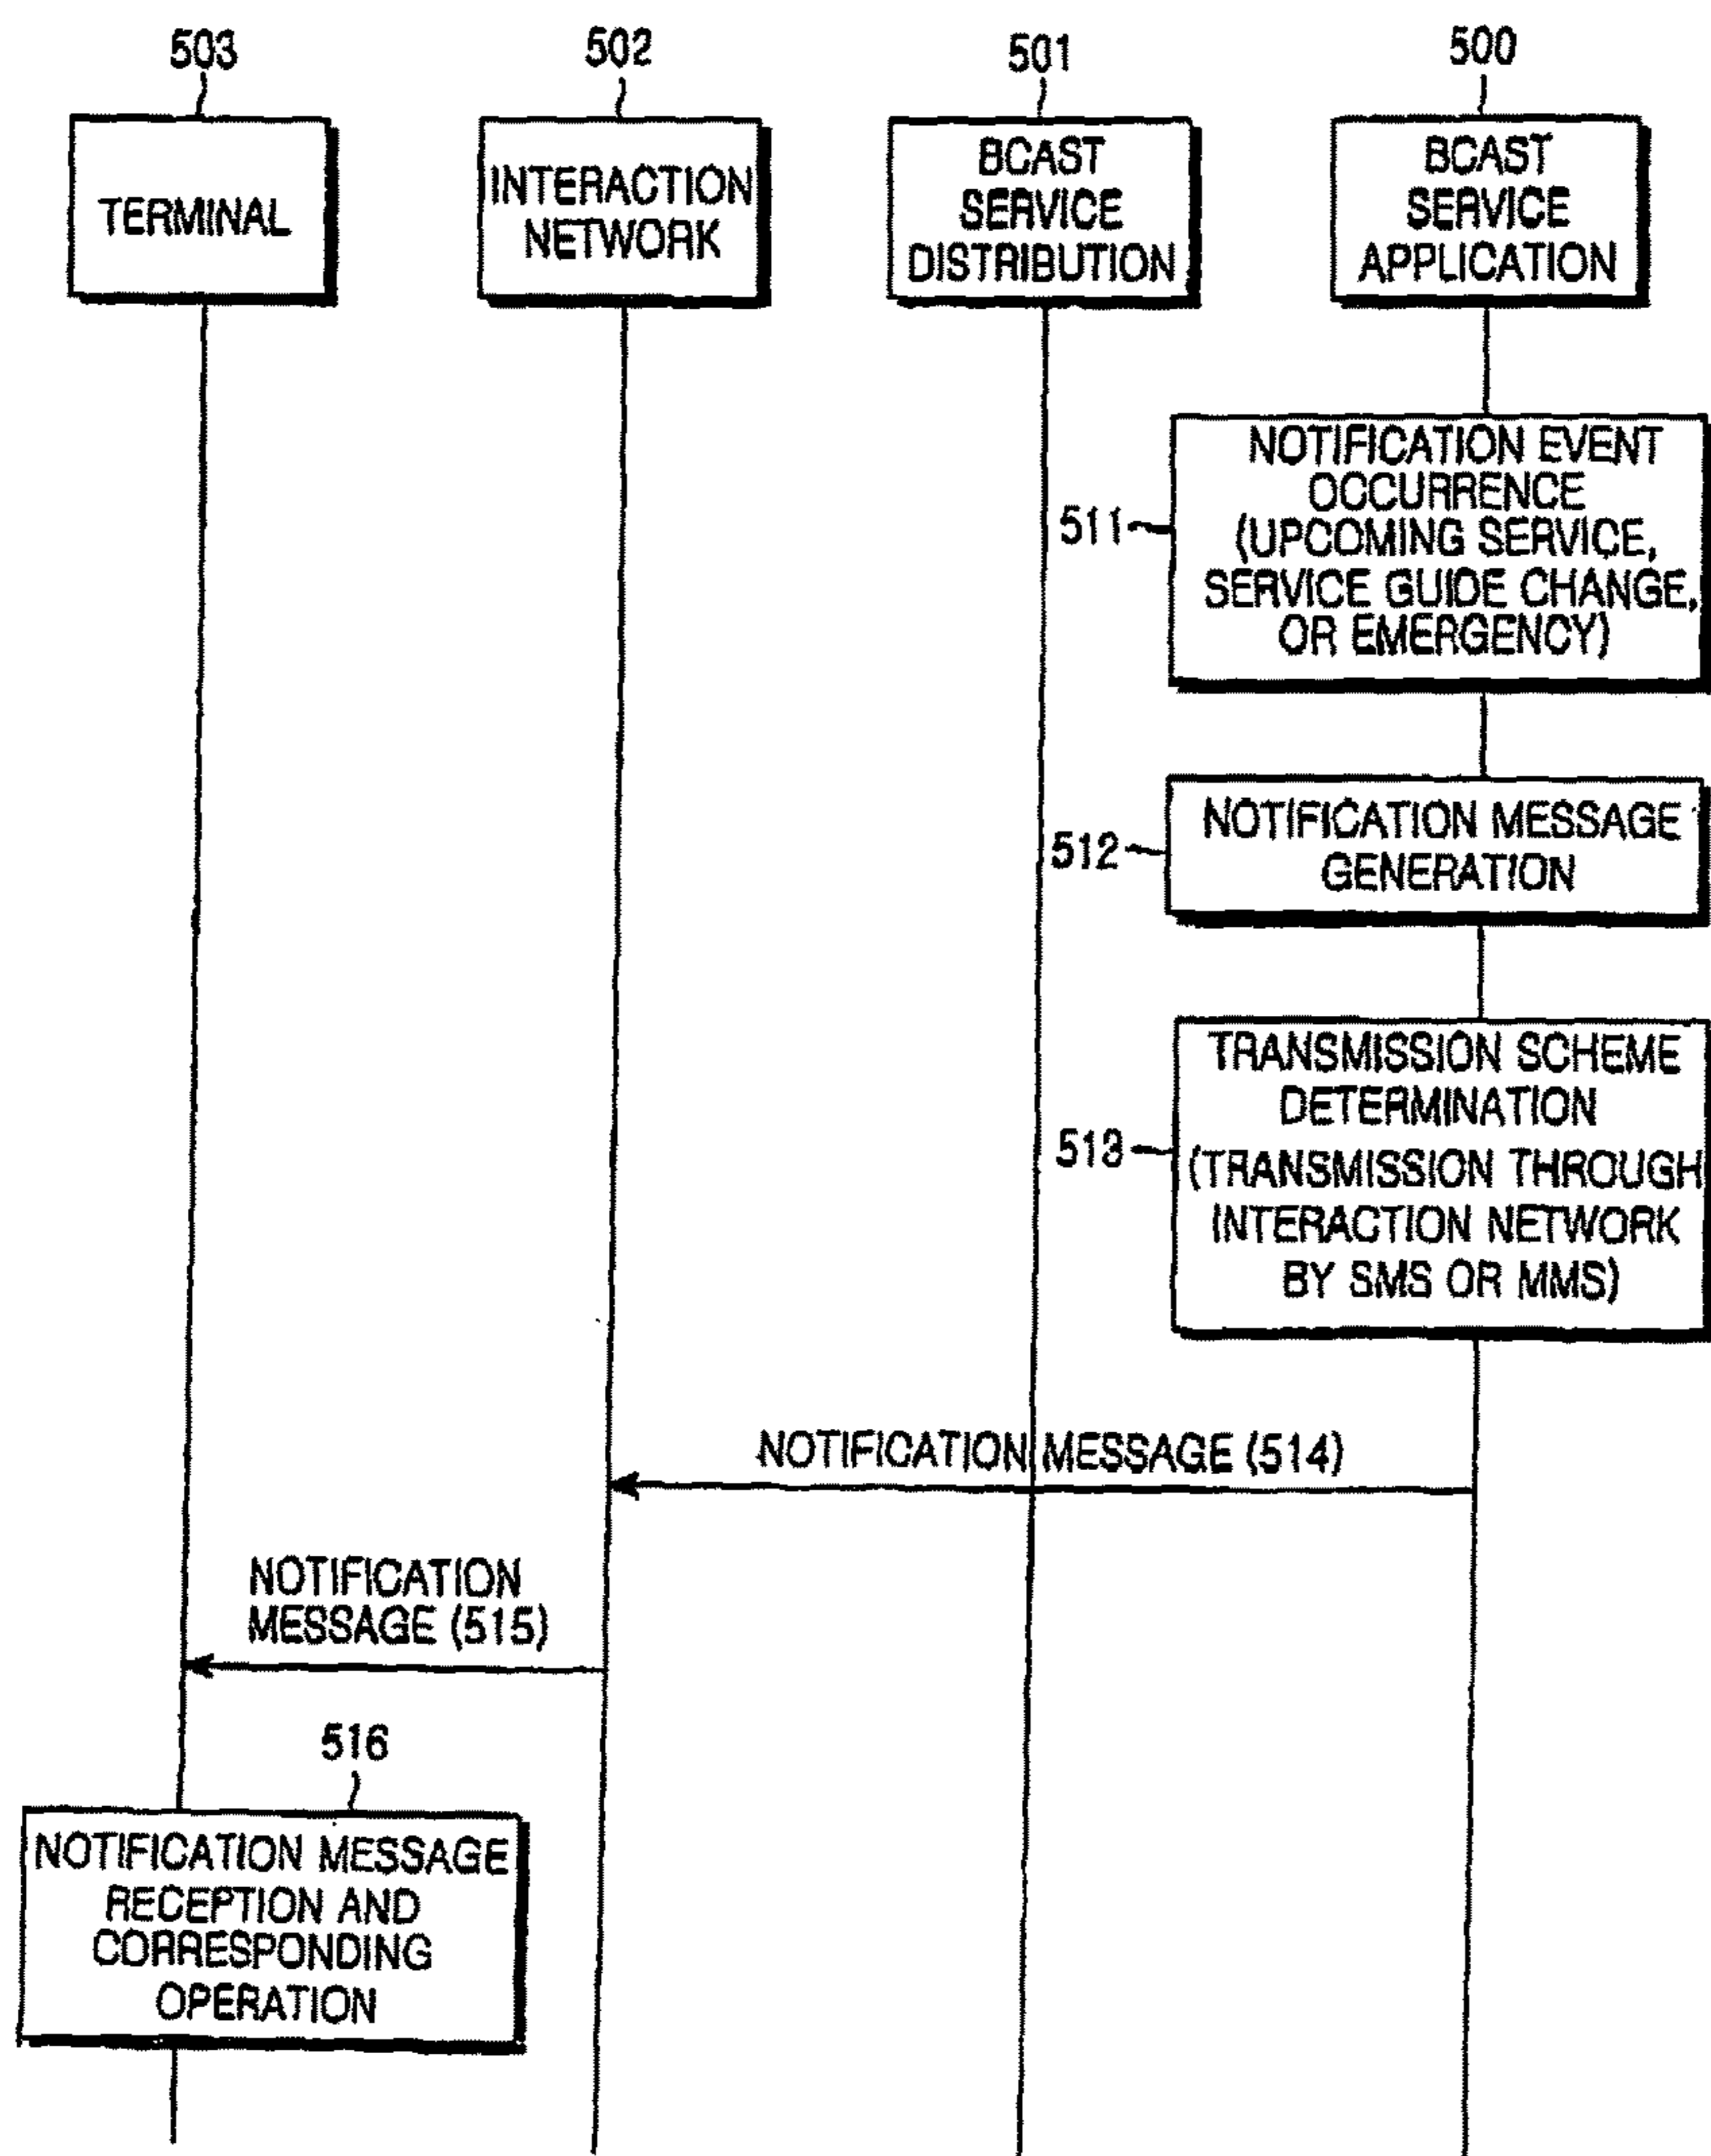 503
502
501
500
TERMINAL
INTERACTION
NETWORK
BCAST
SERVICE
DISTRIBUTION
BCAST
SERVICE
APPLICATION
511
NOTIFICATION EVENT
OCCURRENCE
(UPCOMING SERVICE,
SERVICE GUIDE CHANGE,
OR EMERGENCY)
512
NOTIFICATION MESSAGE
GENERATION
513
TRANSMISSION SCHEME
DETERMINATION
(TRANSMISSION THROUGH
INTERACTION NETWORK
BY SMS OR MMS)
NOTIFICATION MESSAGE (514)
NOTIFICATION
MESSAGE (515)
516
NOTIFICATION MESSAGE
RECEPTION AND
CORRESPONDING
OPERATION